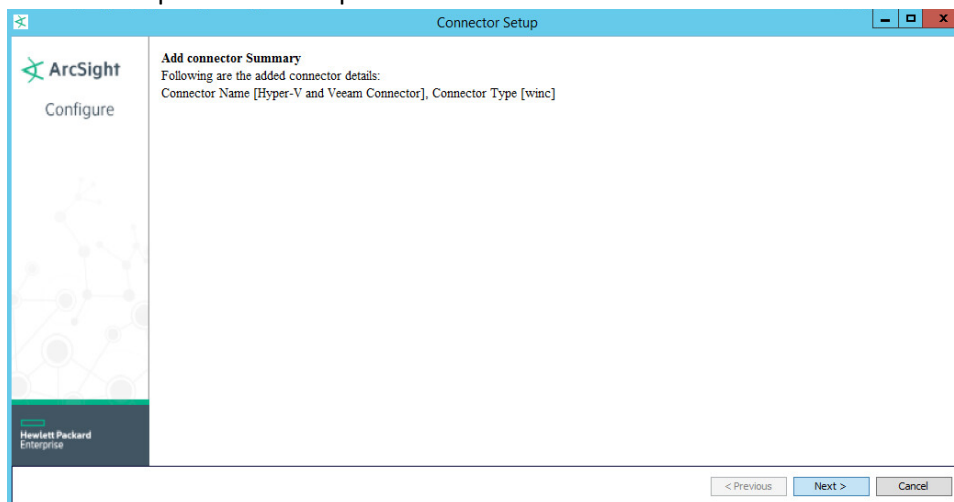 Connector Setup
ArcSight
Configure
Add connector Summary
Following are the added connector details:
Connector Name [Hyper-V and Veeam Connector], Connector Type [winc]
Hewlett Packard
Enterprise
< Previous
Next >
Cancel